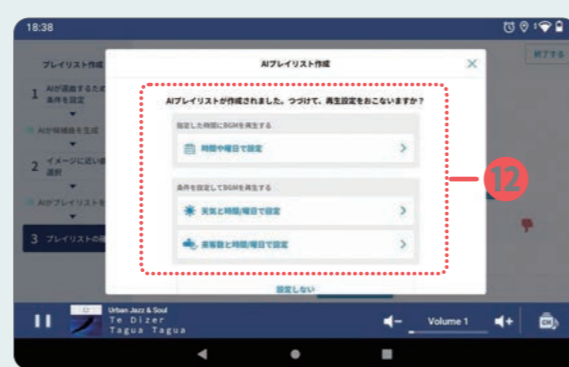 18:38
プレイリスト作成
AIプレイリスト作成
終了する
1 AIが選曲するため
条件を設定
AIプレイリストが作成されました。つづけて、再生設定をおこないますか？
指定した時間にBGMを再生する
AIが候補曲を生成
時間や曜日で設定
2 イメージに近い
選択
条件を設定してBGMを再生する
12
AIがプレイリストを
天気と時間/曜日で設定
3 プレイリストの
来客数と時間/曜日で設定
設定しない
Urban Jazz & Soul
Te Dizer
Tagua Tagua
Volume 1
CH